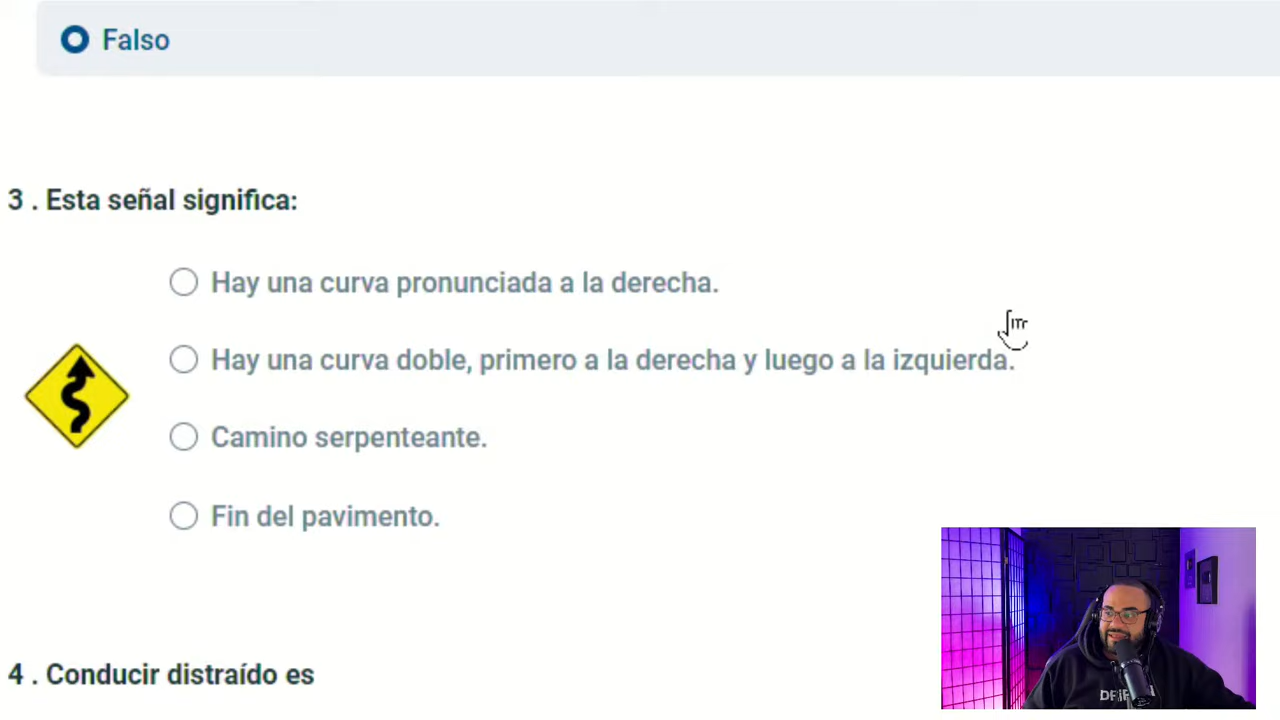 Falso
3 . Esta señal significa:
Hay una curva pronunciada a la derecha.
Hay una curva doble, primero a la derecha y luego a la izquierda.
Camino serpenteante.
Fin del pavimento.
4 . Conducir distraído es